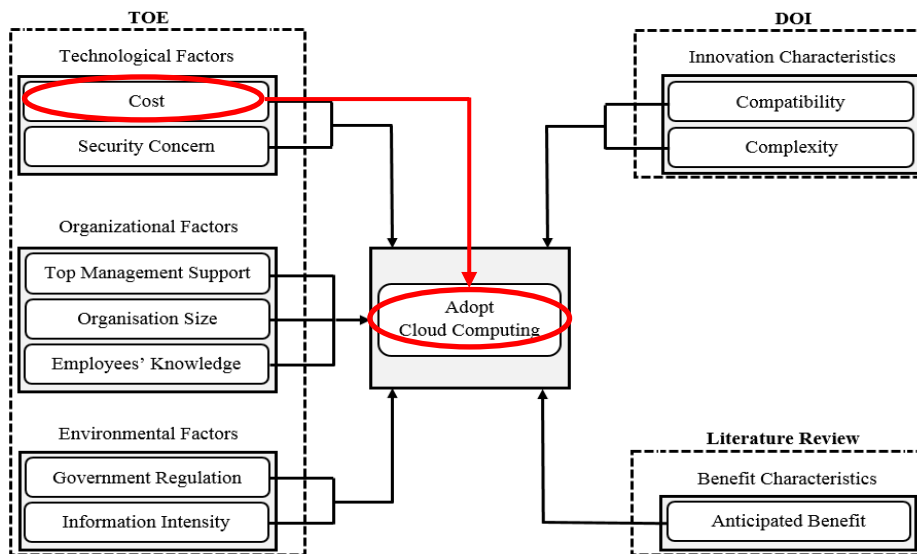 TOE
Technological Factors
Cost
Security Concern
Organizational Factors
Top Management Support
Organisation Size
Employees’ Knowledge
Environmental Factors
Government Regulation
Information Intensity
Adopt
Cloud Computing
DOI
Innovation Characteristics
Compatibility
Complexity
Literature Review
Benefit Characteristics
Anticipated Benefit